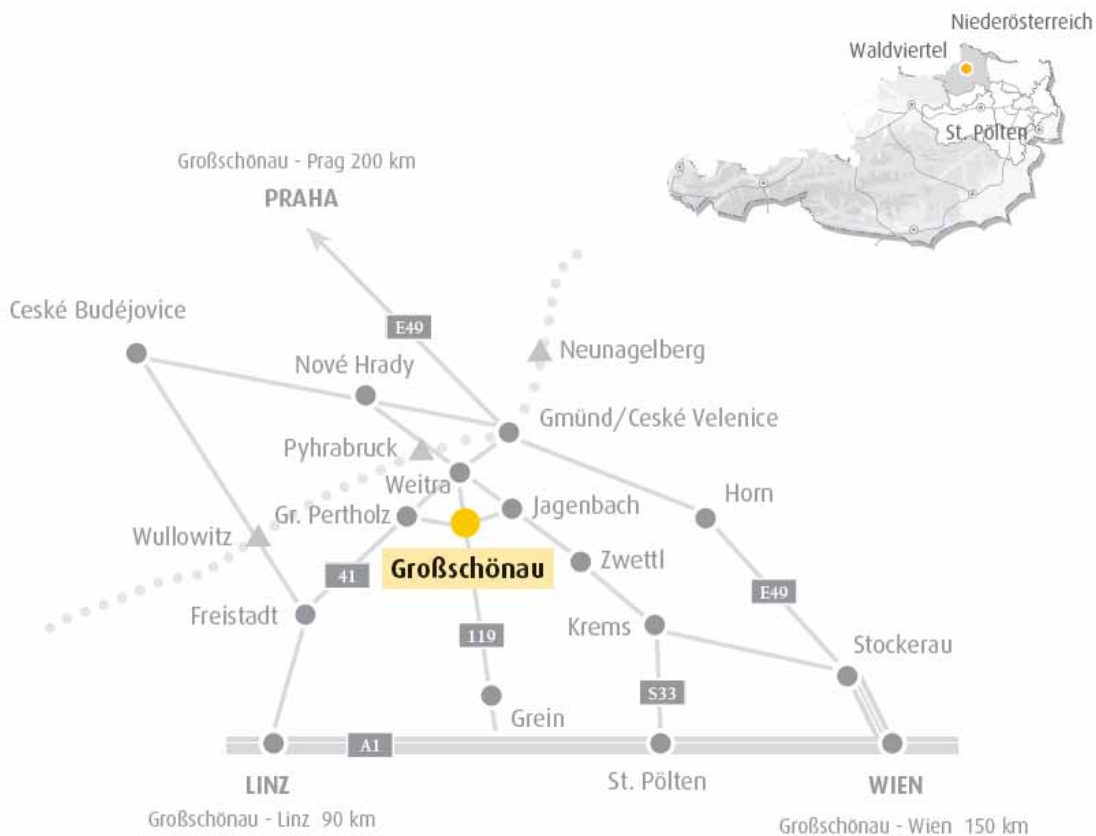 Niederösterreich
Waldviertel
St. Pölten
Großschönau - Prag 200 km
PRAHA
Ceské Budéjovice
E49
Neunagelberg
Nové Hrady
Gmünd/Ceské Velenice
Pyhrabruck
Weitra
Jagenbach
Horn
Gr. Pertholz
Wullowitz
Großschönau
Zwettl
41
E49
Freistadt
119
Krems
Stockerau
S33
Grein
A1
LINZ
St. Pölten
WIEN
Großschönau - Linz 90 km
Großschönau - Wien 150 km